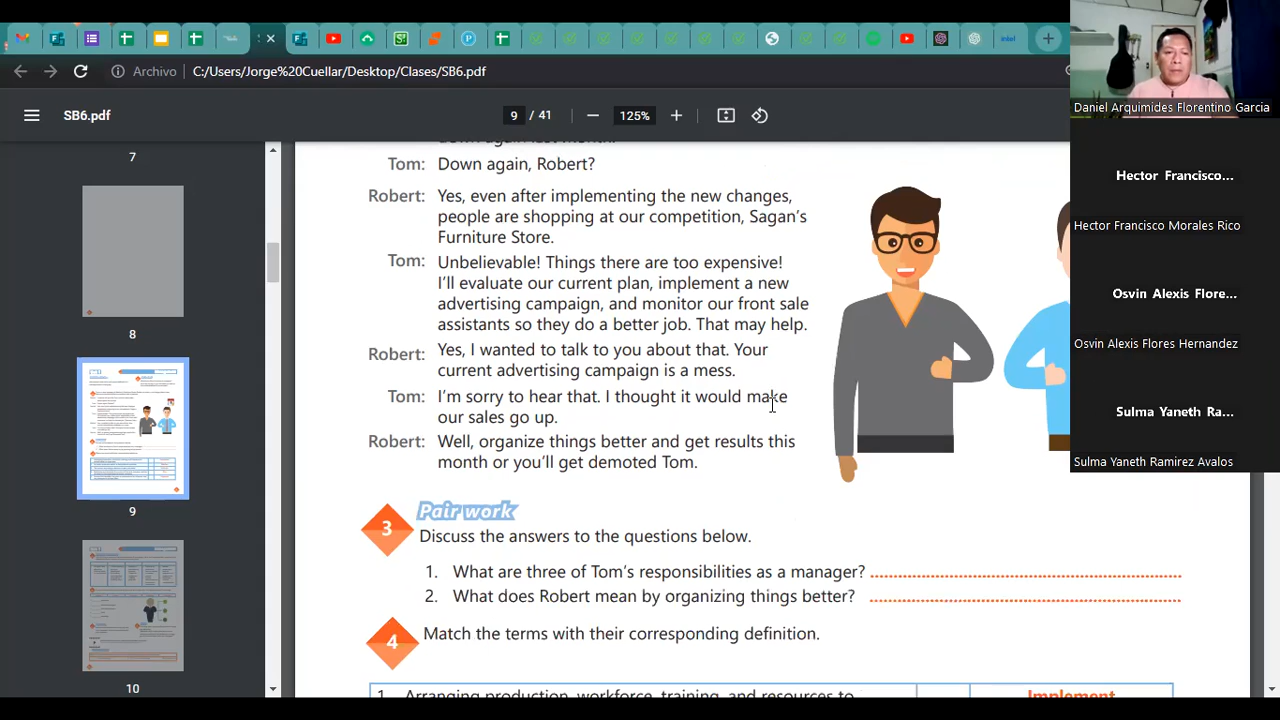 Archivo
C:/Users/Jorge%20Cuellar/Desktop/Clases/SB6.pdf
SB6.pdf
9 / 41
125%
7
8
9
10
Tom: Down again, Robert?
Robert: Yes, even after implementing the new changes,
people are shopping at our competition, Sagan's
Furniture Store.
Tom: Unbelievable! Things there are too expensive!
I'll evaluate our current plan, implement a new
advertising campaign, and monitor our front sale
assistants so they do a better job. That may help.
Robert: Yes, I wanted to talk to you about that. Your
current advertising campaign is a mess.
Tom: I'm sorry to hear that. I thought it would make
our sales go up.
Robert: Well, organize things better and get results this
month or you'll get demoted Tom.
3
Pair work
Discuss the answers to the questions below.
1. What are three of Tom's responsibilities as a manager?
2. What does Robert mean by organizing things better?
4
Match the terms with their corresponding definition.
1. Arranging production, workforce, training, and resources to
Implement
Daniel Arquimides Florentino Garcia
Hector Francisco...
Hector Francisco Morales Rico
Osvin Alexis Flore...
Osvin Alexis Flores Hernandez
Sulma Yaneth Ra...
Sulma Yaneth Ramirez Avalos